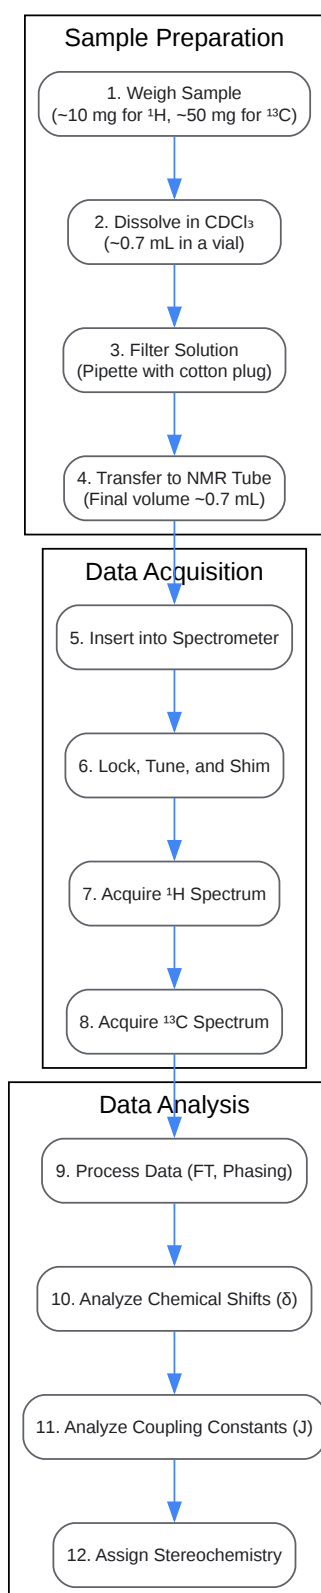 Sample Preparation
1. Weigh Sample
(~10 mg for ¹H, ~50 mg for ¹³C)
2. Dissolve in CDCl₃
(~0.7 mL in a vial)
3. Filter Solution
(Pipette with cotton plug)
4. Transfer to NMR Tube
(Final volume ~0.7 mL)
Data Acquisition
5. Insert into Spectrometer
6. Lock, Tune, and Shim
7. Acquire ¹H Spectrum
8. Acquire ¹³C Spectrum
Data Analysis
9. Process Data (FT, Phasing)
10. Analyze Chemical Shifts (δ)
11. Analyze Coupling Constants (J)
12. Assign Stereochemistry